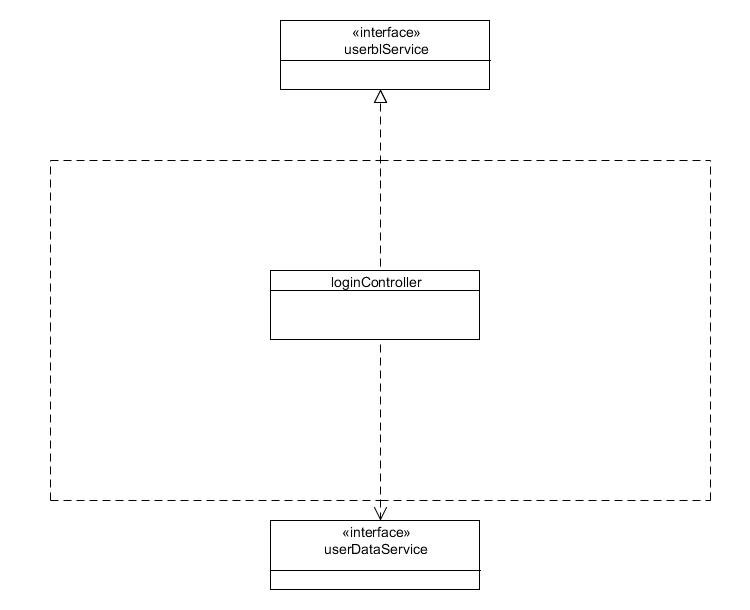 «interface»
userblService
loginController
«interface»
userDataService